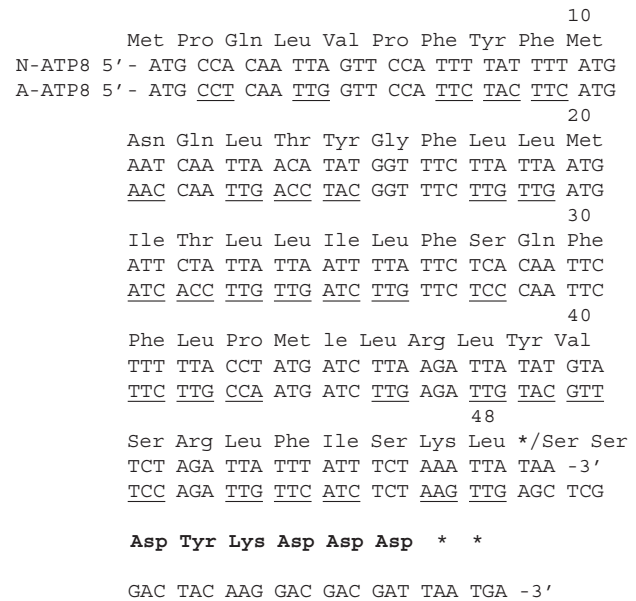 10
Met Pro Gln Leu Val Pro Phe Tyr Phe Met
N-ATP8 5′- ATG CCA CAA TTA GTT CCA TTT TAT TTT ATG
A-ATP8 5′- ATG CCT CAA TTG GTT CCA TTC TAC TTC ATG
20
Asn Gln Leu Thr Tyr Gly Phe Leu Leu Met
AAT CAA TTA ACA TAT GGT TTC TTA TTA ATG
AAC CAA TTG ACC TAC GGT TTC TTG TTG ATG
30
Ile Thr Leu Leu Ile Leu Phe Ser Gln Phe
ATT CTA TTA TTA ATT TTA TTC TCA CAA TTC
ATC ACC TTG TTG ATC TTG TTC TCC CAA TTC
40
Phe Leu Pro Met le Leu Arg Leu Tyr Val
TTT TTA CCT ATG ATC TTA AGA TTA TAT GTA
TTC TTG CCA ATG ATC TTG AGA TTG TAC GTT
48
Ser Arg Leu Phe Ile Ser Lys Leu */Ser Ser
TCT AGA TTA TTT ATT TCT AAA TTA TAA -3′
TCC AGA TTG TTC ATC TCT AAG TTG AGC TCG
Asp Tyr Lys Asp Asp Asp * *
GAC TAC AAG GAC GAC GAT TAA TGA -3′